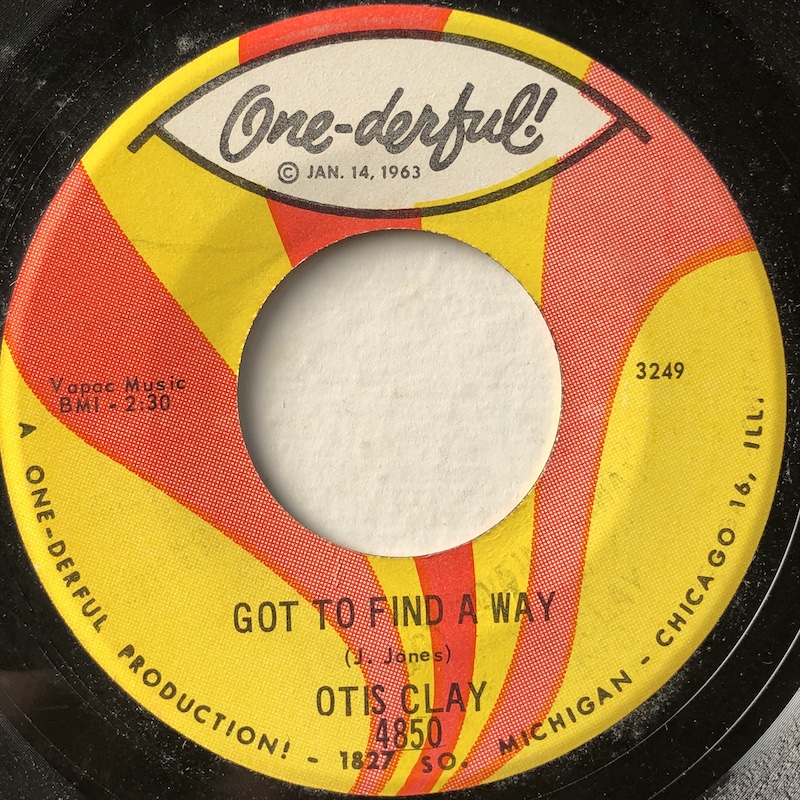 One-derful!
© JAN. 14, 1963
Vapac Music
BMI - 2:30
3249
GOT TO FIND A WAY
(J. Jones)
OTIS CLAY
4850
A ONE-DERFUL PRODUCTION! - 1827 SO. MICHIGAN - CHICAGO 16, ILL.